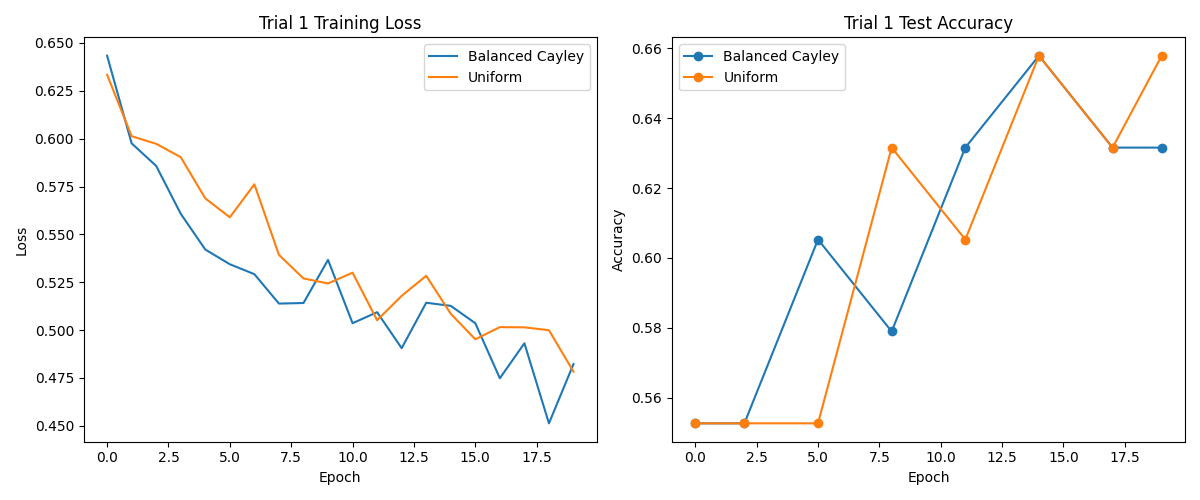 Trial 1 Training Loss
Balanced Cayley
Uniform
0.650
0.625
0.600
0.575
0.550
0.525
0.500
0.475
0.450
Loss
0.0 2.5 5.0 7.5 10.0 12.5 15.0 17.5
Epoch
Trial 1 Test Accuracy
Balanced Cayley
Uniform
0.66
0.64
0.62
0.60
0.58
0.56
Accuracy
0.0 2.5 5.0 7.5 10.0 12.5 15.0 17.5
Epoch